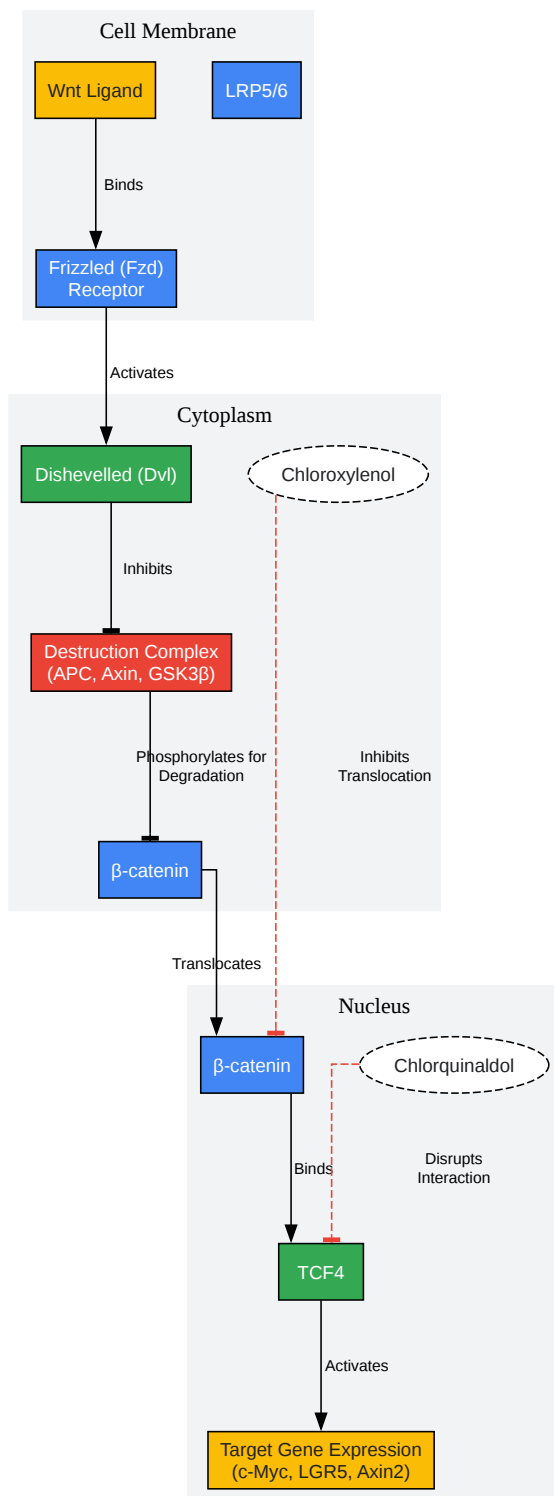 Cell Membrane
Wnt Ligand
LRP5/6
Binds
Frizzled (Fzd)
Receptor
Activates
Cytoplasm
Dishevelled (Dvl)
Chloroxylenol
Inhibits
Destruction Complex
(APC, Axin, GSK3β)
Phosphorylates for
Degradation
Inhibits
Translocation
β-catenin
Translocates
Nucleus
β-catenin
Chlorquinaldol
Binds
Disrupts
Interaction
TCF4
Activates
Target Gene Expression
(c-Myc, LGR5, Axin2)